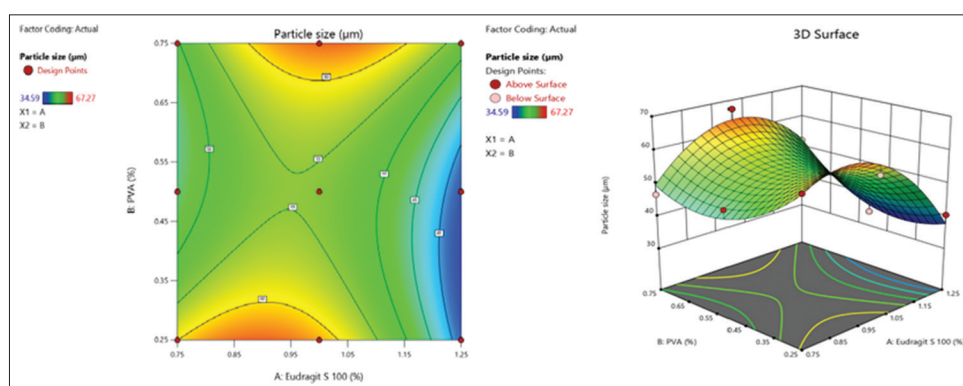 Factor Coding: Actual
Particle size (µm)
Design Points
34.59 67.27
X1 = A
X2 = B
Particle size (µm)
B: PVA (%)
0.75
0.65
0.55
0.45
0.35
0.25
0.75 0.85 0.95 1.05 1.15 1.25
A: Eudragit S 100 (%)
Factor Coding: Actual
Particle size (µm)
Design Points:
Above Surface
Below Surface
34.59 67.27
X1 = A
X2 = B
3D Surface
Particle size (µm)
70
60
50
40
30
0.75 0.65 0.55 0.45 0.35 0.25
B: PVA (%)
0.75 0.85 0.95 1.05 1.15 1.25
A: Eudragit S 100 (%)